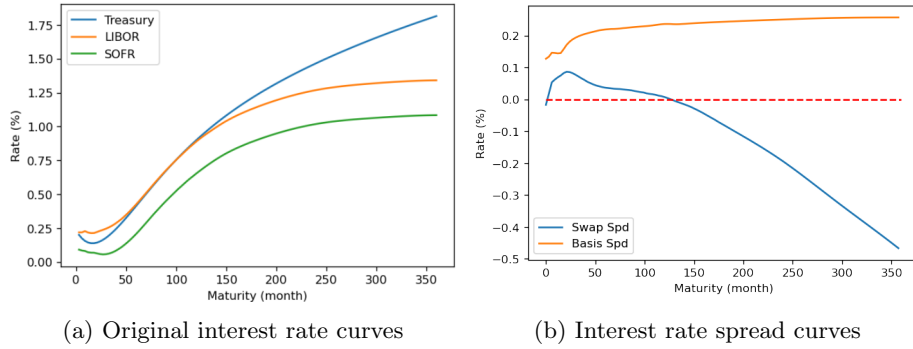 Treasury
LIBOR
SOFR
1.75
1.50
1.25
1.00
0.75
0.50
0.25
0.00
Rate (%)
0 50 100 150 200 250 300 350
Maturity (month)
(a) Original interest rate curves
0.2
0.1
0.0
−0.1
−0.2
−0.3
−0.4
−0.5
Rate (%)
Swap Spd
Basis Spd
0 50 100 150 200 250 300 350
Maturity (month)
(b) Interest rate spread curves